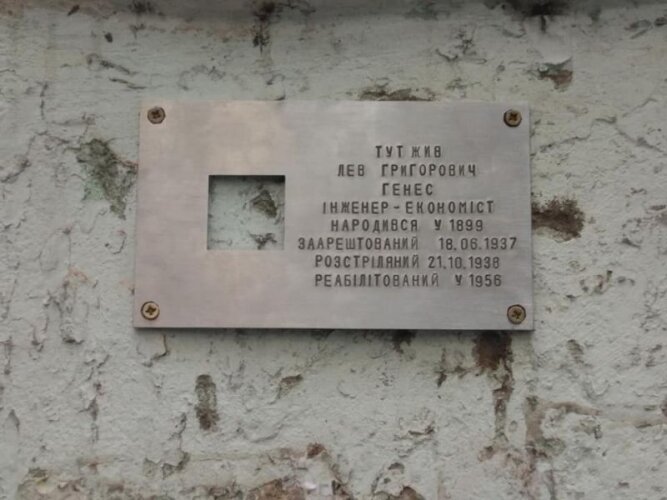 ТУТ ЖИВ
ЛЕВ ГРИГОРОВИЧ
ГЕНЕС
ІНЖЕНЕР-ЕКОНОМІСТ
НАРОДИВСЯ У 1899
ЗААРЕШТОВАНИЙ 18.06.1937
РОЗСТРІЛЯНИЙ 21.10.1938
РЕАБІЛІТОВАНИЙ У 1956